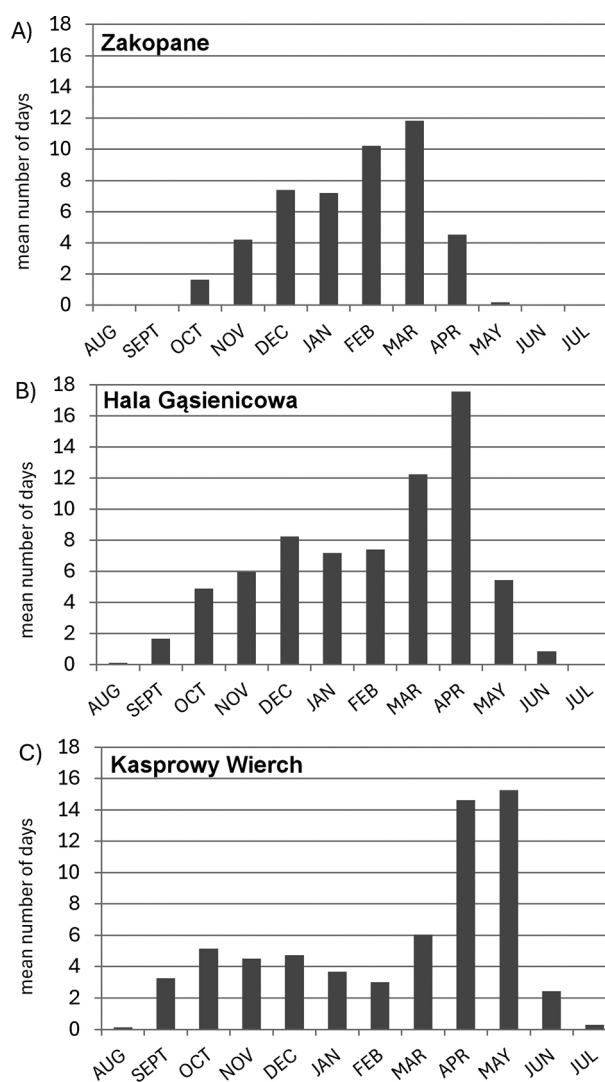 A)
Zakopane
mean number of days
18
16
14
12
10
8
6
4
2
0
AUG SEPT OCT NOV DEC JAN FEB MAR APR MAY JUN JUL
B)
Hala Gąsienicowa
mean number of days
18
16
14
12
10
8
6
4
2
0
AUG SEPT OCT NOV DEC JAN FEB MAR APR MAY JUN JUL
C)
Kasprowy Wierch
mean number of days
18
16
14
12
10
8
6
4
2
0
AUG SEPT OCT NOV DEC JAN FEB MAR APR MAY JUN JUL